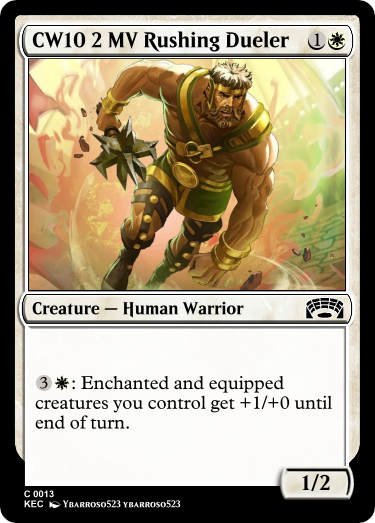 CW10 2 MV Rushing Dueler 1
Creature — Human Warrior
3 : Enchanted and equipped
creatures you control get +1/+0 until
end of turn.
1/2
C 0013
KEC YBARROSO523 YBARROSO523